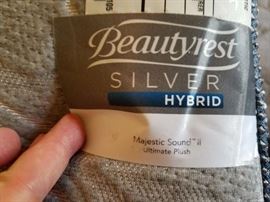 Beautyrest
SILVER
HYBRID
Majestic Sound™ II
Ultimate Plush